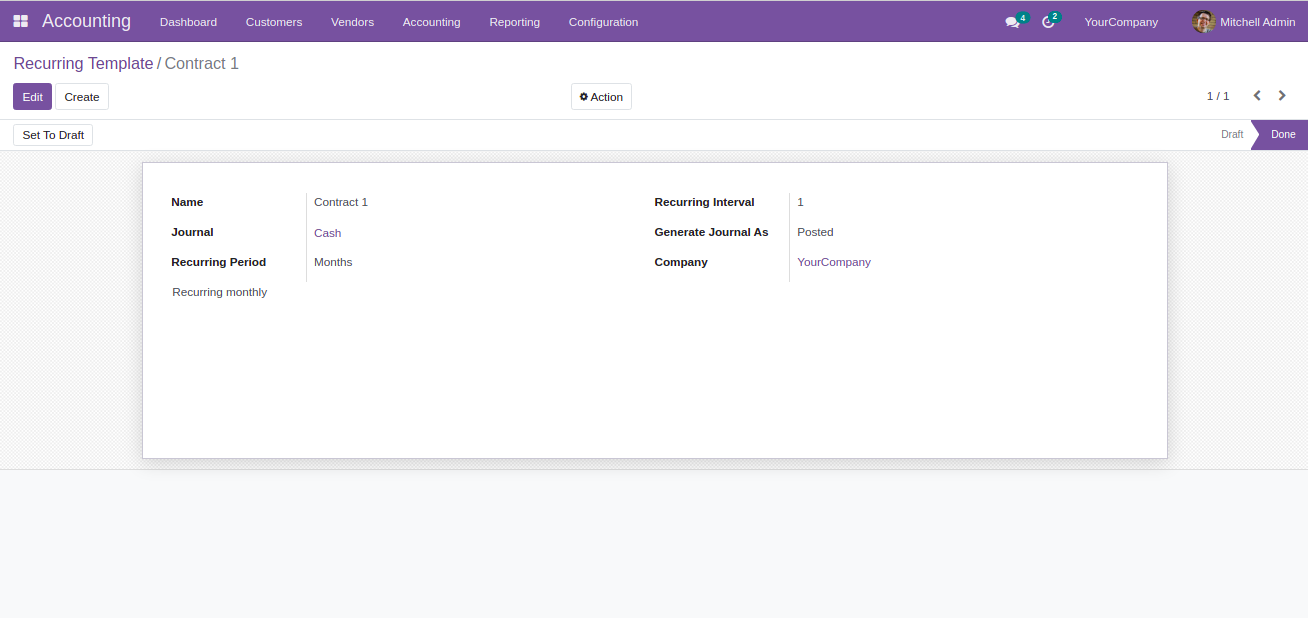 Accounting Dashboard Customers Vendors Accounting Reporting Configuration 4 2 YourCompany Mitchell Admin
Recurring Template / Contract 1
Edit Create Action 1 / 1
Set To Draft Draft Done
Name Contract 1 Recurring Interval 1
Journal Cash Generate Journal As Posted
Recurring Period Months Company YourCompany
Recurring monthly